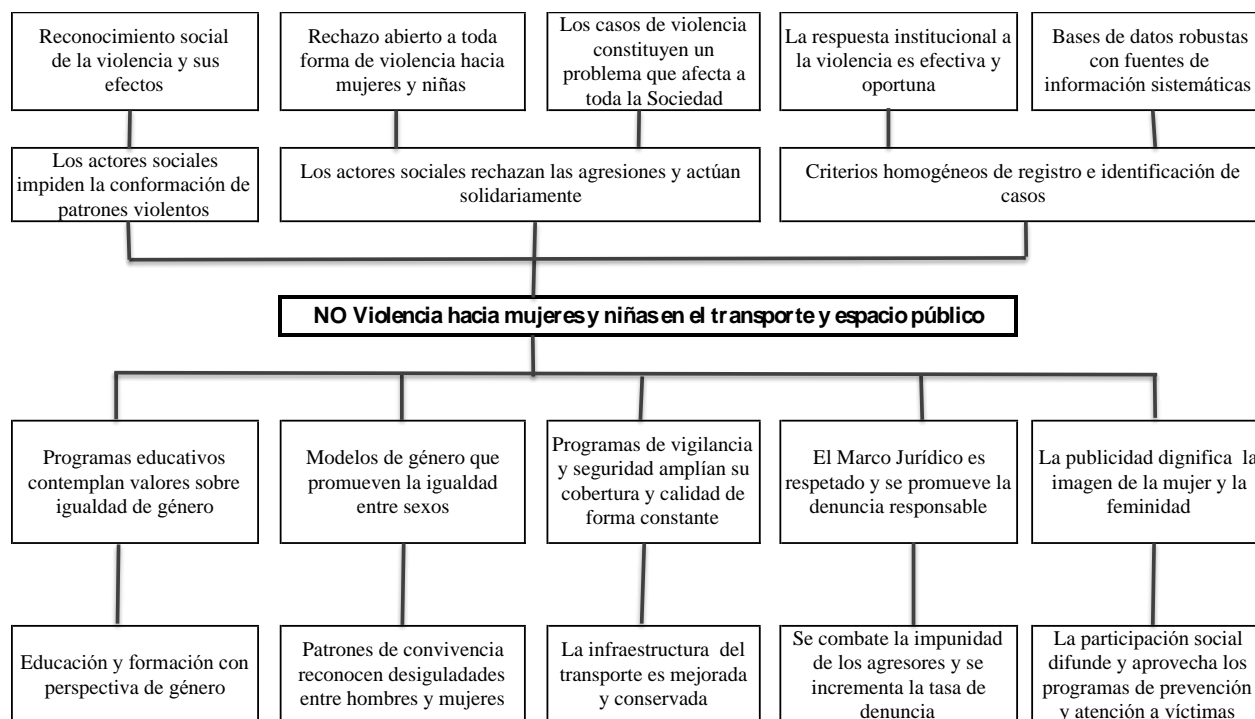 Reconocimiento social
de la violencia y sus
efectos
Rechazo abierto a toda
forma de violencia hacia
mujeres y niñas
Los casos de violencia
constituyen un
problema que afecta a
toda la Sociedad
La respuesta institucional a
la violencia es efectiva y
oportuna
Bases de datos robustas
con fuentes de
información sistemáticas
Los actores sociales
impiden la conformación de
patrones violentos
Los actores sociales rechazan las agresiones y actúan
solidariamente
Criterios homogéneos de registro e identificación de
casos
NO Violencia hacia mujeres y niñas en el transporte y espacio público
Programas educativos
contemplan valores sobre
igualdad de género
Modelos de género que
promueven la igualdad
entre sexos
Programas de vigilancia
y seguridad amplían su
cobertura y calidad de
forma constante
El Marco Jurídico es
respetado y se promueve la
denuncia responsable
La publicidad dignifica la
imagen de la mujer y la
feminidad
Educación y formación con
perspectiva de género
Patrones de convivencia
reconocen desiguladades
entre hombres y mujeres
La infraestructura del
transporte es mejorada
y conservada
Se combate la impunidad
de los agresores y se
incrementa la tasa de
denuncia
La participación social
difunde y aprovecha los
programas de prevención
y atención a víctimas